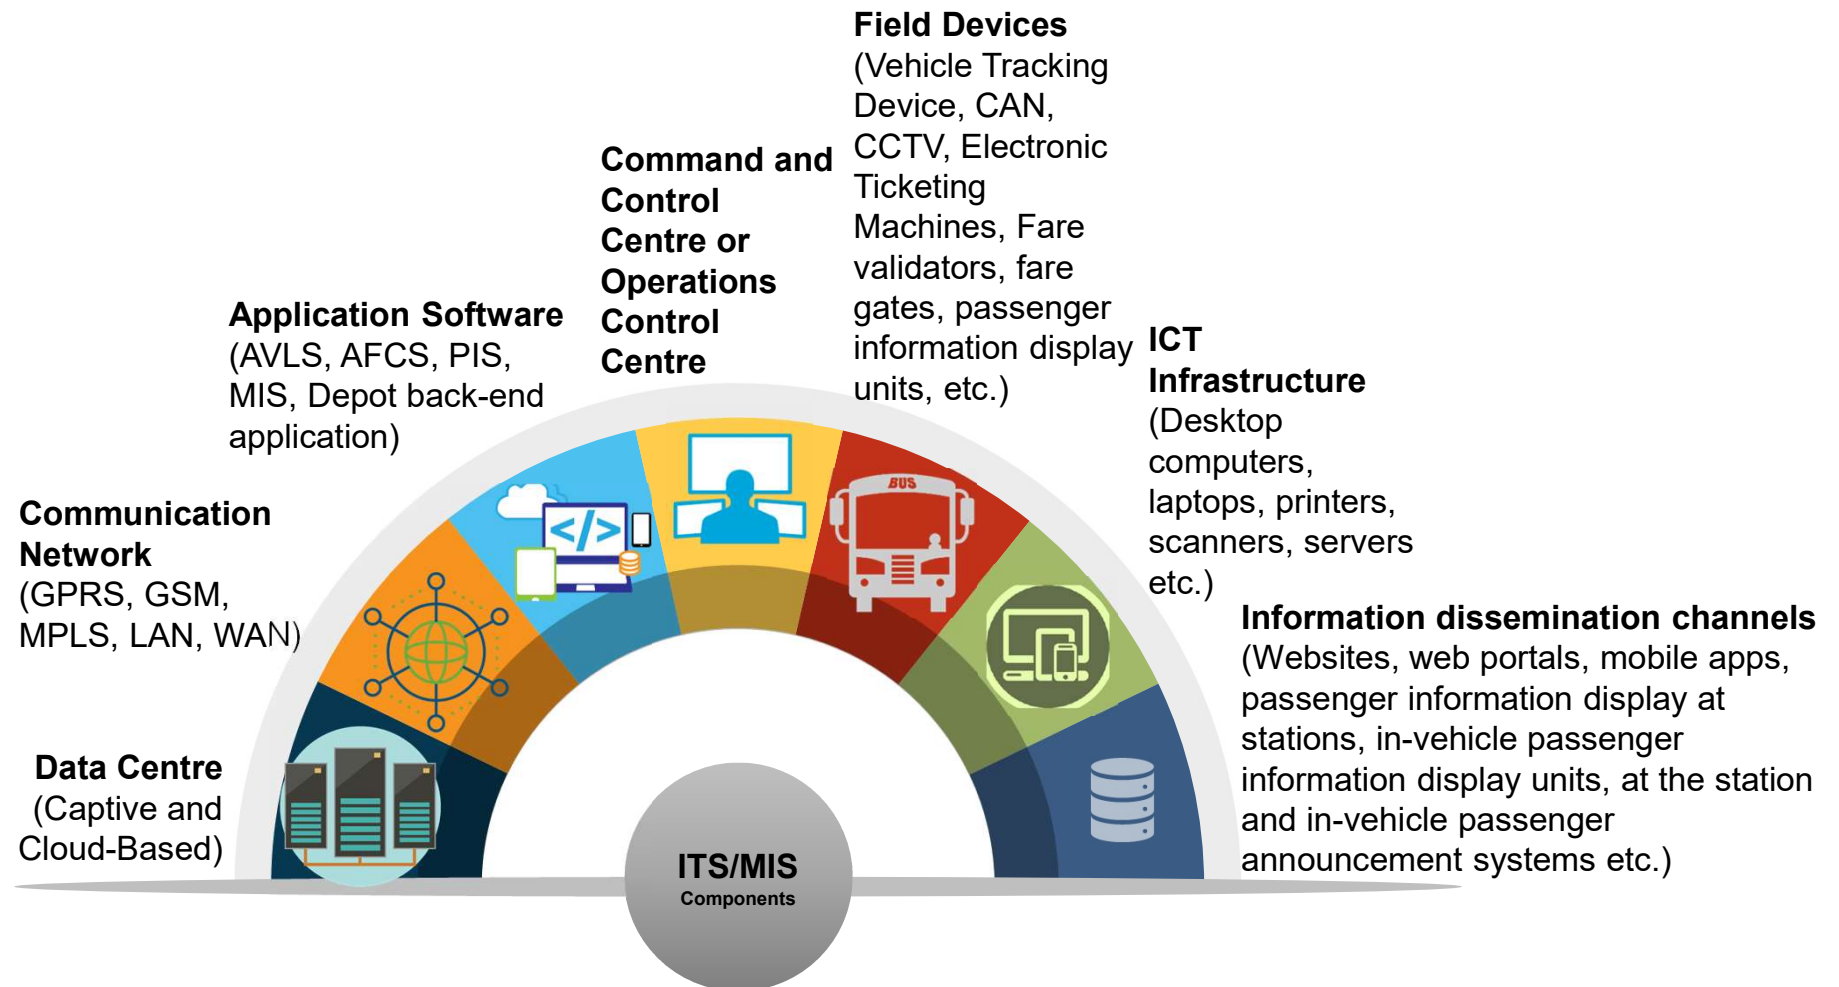 Field Devices
(Vehicle Tracking
Device, CAN,
CCTV, Electronic
Ticketing
Machines, Fare
validators, fare
gates, passenger
information display
units, etc.)
Command and
Control
Centre or
Operations
Control
Centre
Application Software
(AVLS, AFCS, PIS,
MIS, Depot back-end
application)
ICT
Infrastructure
(Desktop
computers,
laptops, printers,
scanners, servers
etc.)
Communication
Network
(GPRS, GSM,
MPLS, LAN, WAN)
Information dissemination channels
(Websites, web portals, mobile apps,
passenger information display at
stations, in-vehicle passenger
information display units, at the station
and in-vehicle passenger
announcement systems etc.)
Data Centre
(Captive and
Cloud-Based)
</>
BUS
ITS/MIS
Components